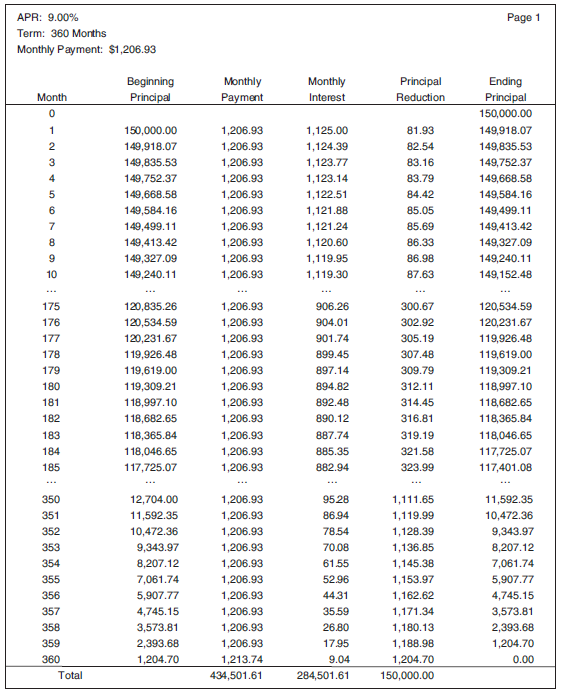 APR: 9.00% Page 1
Term: 360 Months
Monthly Payment: $1,206.93
Beginning Monthly Monthly Principal Ending
Month Principal Payment Interest Reduction Principal
0 150,000.00
1 150,000.00 1,206.93 1,125.00 81.93 149,918.07
2 149,918.07 1,206.93 1,124.39 82.54 149,835.53
3 149,835.53 1,206.93 1,123.77 83.16 149,752.37
4 149,752.37 1,206.93 1,123.14 83.79 149,668.58
5 149,668.58 1,206.93 1,122.51 84.42 149,584.16
6 149,584.16 1,206.93 1,121.88 85.05 149,499.11
7 149,499.11 1,206.93 1,121.24 85.69 149,413.42
8 149,413.42 1,206.93 1,120.60 86.33 149,327.09
9 149,327.09 1,206.93 1,119.95 86.98 149,240.11
10 149,240.11 1,206.93 1,119.30 87.63 149,152.48
... ... ... ... ... ...
175 120,835.26 1,206.93 906.26 300.67 120,534.59
176 120,534.59 1,206.93 904.01 302.92 120,231.67
177 120,231.67 1,206.93 901.74 305.19 119,926.48
178 119,926.48 1,206.93 899.45 307.48 119,619.00
179 119,619.00 1,206.93 897.14 309.79 119,309.21
180 119,309.21 1,206.93 894.82 312.11 118,997.10
181 118,997.10 1,206.93 892.48 314.45 118,682.65
182 118,682.65 1,206.93 890.12 316.81 118,365.84
183 118,365.84 1,206.93 887.74 319.19 118,046.65
184 118,046.65 1,206.93 885.35 321.58 117,725.07
185 117,725.07 1,206.93 882.94 323.99 117,401.08
... ... ... ... ... ...
350 12,704.00 1,206.93 95.28 1,111.65 11,592.35
351 11,592.35 1,206.93 86.94 1,119.99 10,472.36
352 10,472.36 1,206.93 78.54 1,128.39 9,343.97
353 9,343.97 1,206.93 70.08 1,136.85 8,207.12
354 8,207.12 1,206.93 61.55 1,145.38 7,061.74
355 7,061.74 1,206.93 52.96 1,153.97 5,907.77
356 5,907.77 1,206.93 44.31 1,162.62 4,745.15
357 4,745.15 1,206.93 35.59 1,171.34 3,573.81
358 3,573.81 1,206.93 26.80 1,180.13 2,393.68
359 2,393.68 1,206.93 17.95 1,188.98 1,204.70
360 1,204.70 1,213.74 9.04 1,204.70 0.00
Total 434,501.61 284,501.61 150,000.00